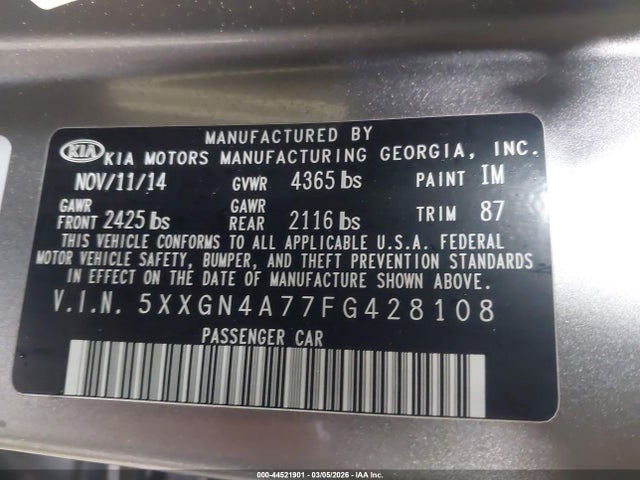 MANUFACTURED BY
KIA KIA MOTORS MANUFACTURING GEORGIA, INC.
NOV/11/14 GVWR 4365 lbs PAINT IM
GAWR FRONT 2425 lbs GAWR REAR 2116 lbs TRIM 87
THIS VEHICLE CONFORMS TO ALL APPLICABLE U.S.A. FEDERAL
MOTOR VEHICLE SAFETY, BUMPER, AND THEFT PREVENTION STANDARDS
IN EFFECT ON THE DATE OF MANUFACTURE SHOWN ABOVE.
V.I.N. 5XXGN4A77FG428108
PASSENGER CAR
000-44521901 - 03/05/2026 - IAA Inc.